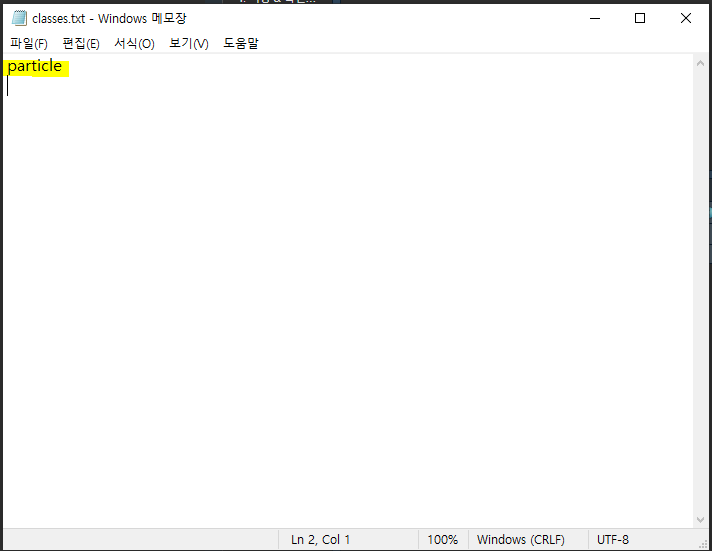 classes.txt - Windows 메모장
파일(F) 편집(E) 서식(O) 보기(V) 도움말
particle
Ln 2, Col 1 100% Windows (CRLF) UTF-8